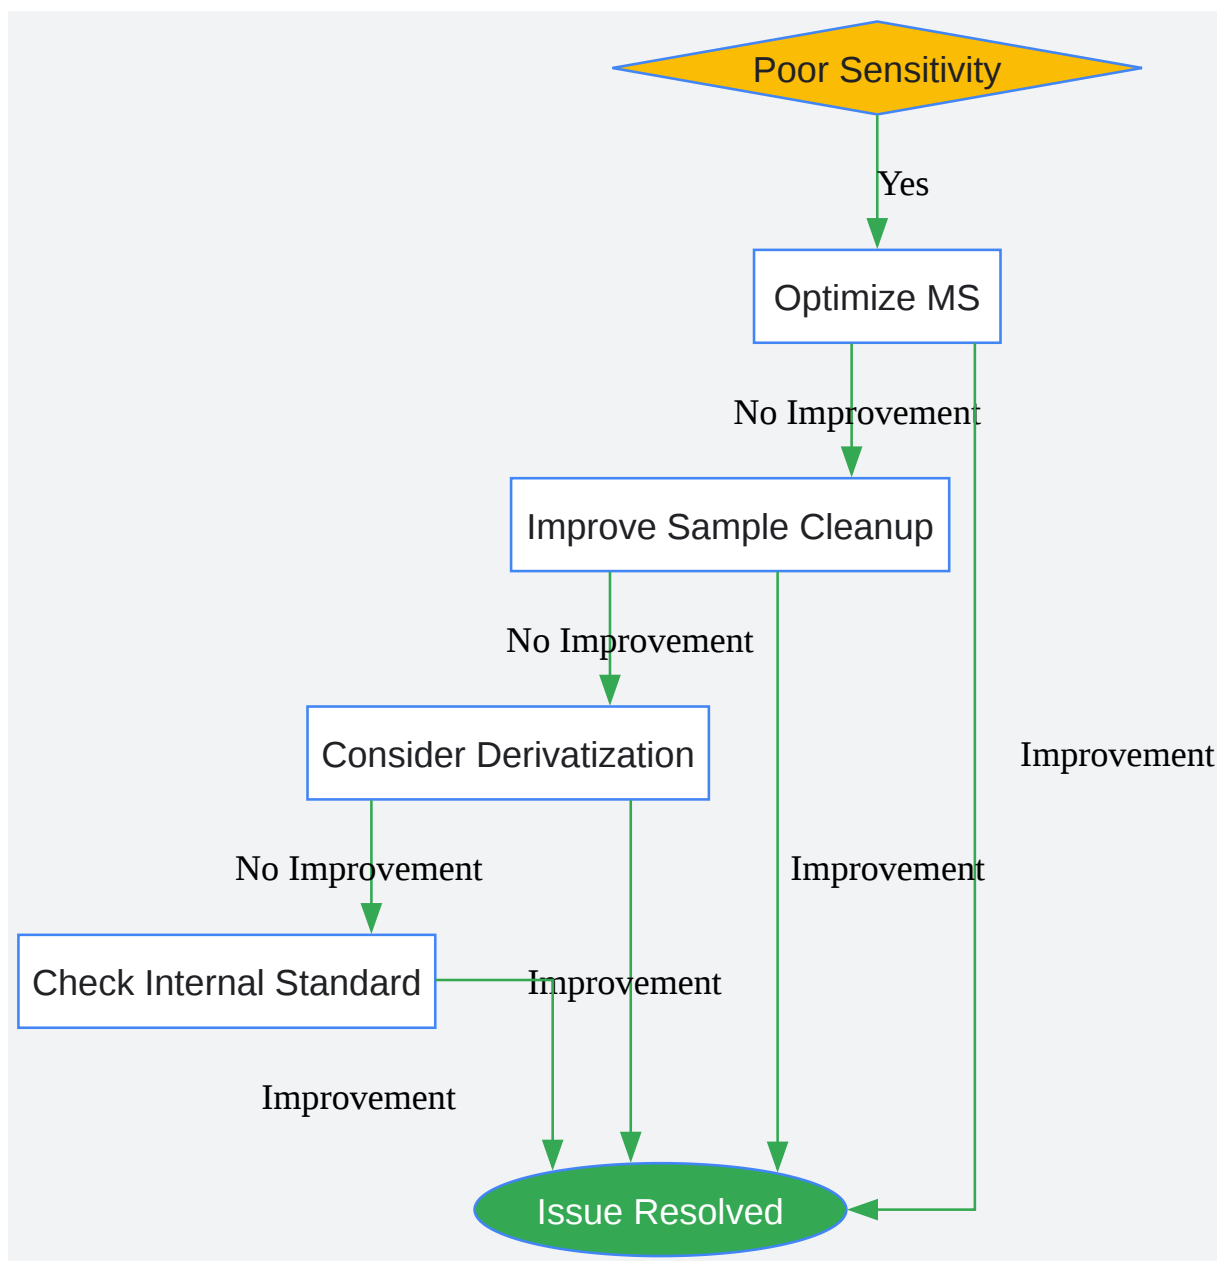 Poor Sensitivity
Yes
Optimize MS
No Improvement
Improve Sample Cleanup
No Improvement
Consider Derivatization
Improvement
No Improvement
Improvement
Check Internal Standard
Improvement
Improvement
Issue Resolved